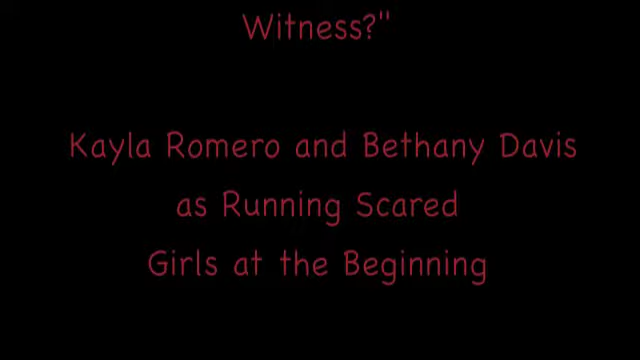 Witness?"
Kayla Romero and Bethany Davis
as Running Scared
Girls at the Beginning